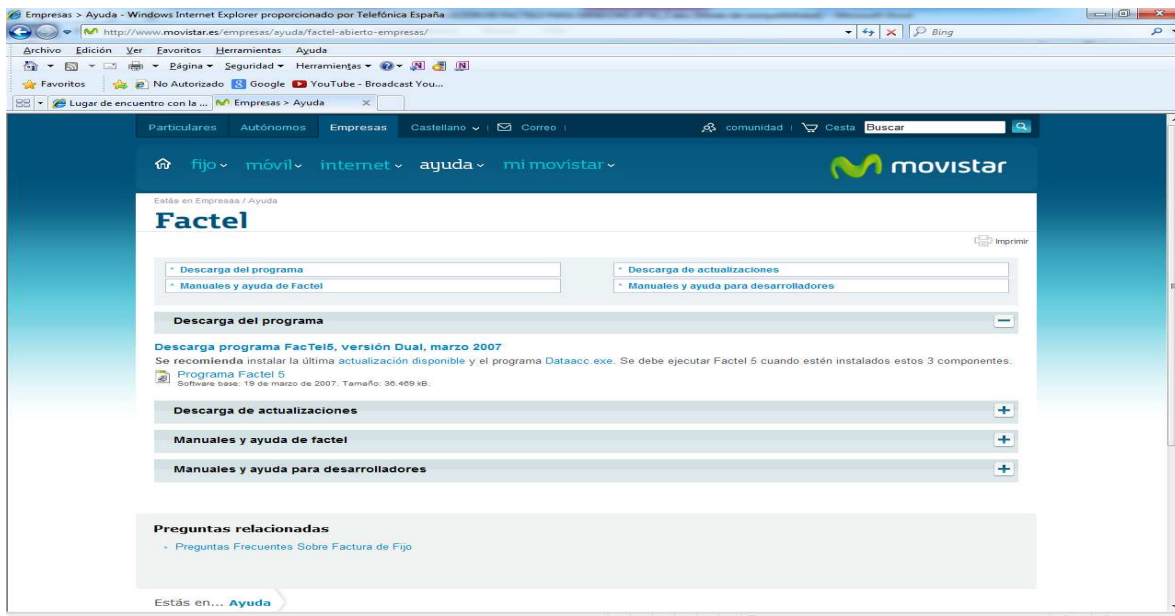 Empresas > Ayuda - Windows Internet Explorer proporcionado por Telefónica España
http://www.movistar.es/empresas/ayuda/factel-abierto-empresas/
Bing
Archivo Edición Ver Favoritos Herramientas Ayuda
Página Seguridad Herramientas
Favoritos No Autorizado Google YouTube - Broadcast You...
Lugar de encuentro con la ... Empresas > Ayuda
Particulares Autónomos Empresas Castellano Correo comunidad Cesta Buscar
fijo móvil internet ayuda mi movistar movistar
Estás en Empresas / Ayuda
Factel
Imprimir
Descarga del programa Descarga de actualizaciones
Manuales y ayuda de Factel Manuales y ayuda para desarrolladores
Descarga del programa
Descarga programa FacTel5, versión Dual, marzo 2007
Se recomienda instalar la última actualización disponible y el programa Dataacc.exe. Se debe ejecutar Factel 5 cuando estén instalados estos 3 componentes.
Programa Factel 5
Software base: 19 de marzo de 2007. Tamaño: 36.469 kB.
Descarga de actualizaciones
Manuales y ayuda de factel
Manuales y ayuda para desarrolladores
Preguntas relacionadas
Preguntas Frecuentes Sobre Factura de Fijo
Estás en... Ayuda